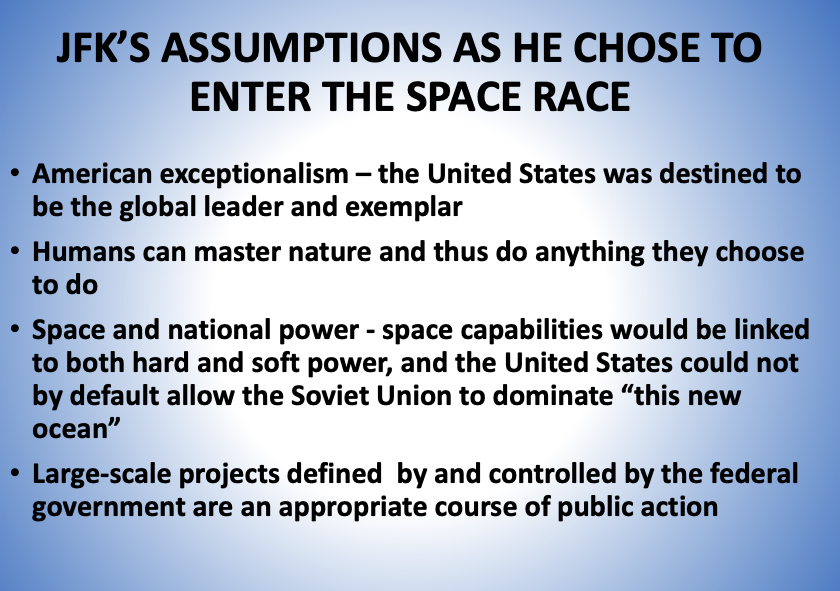 JFK’S ASSUMPTIONS AS HE CHOSE TO
ENTER THE SPACE RACE
• American exceptionalism – the United States was destined to
be the global leader and exemplar
• Humans can master nature and thus do anything they choose
to do
• Space and national power - space capabilities would be linked
to both hard and soft power, and the United States could not
by default allow the Soviet Union to dominate “this new
ocean”
• Large-scale projects defined  by and controlled by the federal
government are an appropriate course of public action